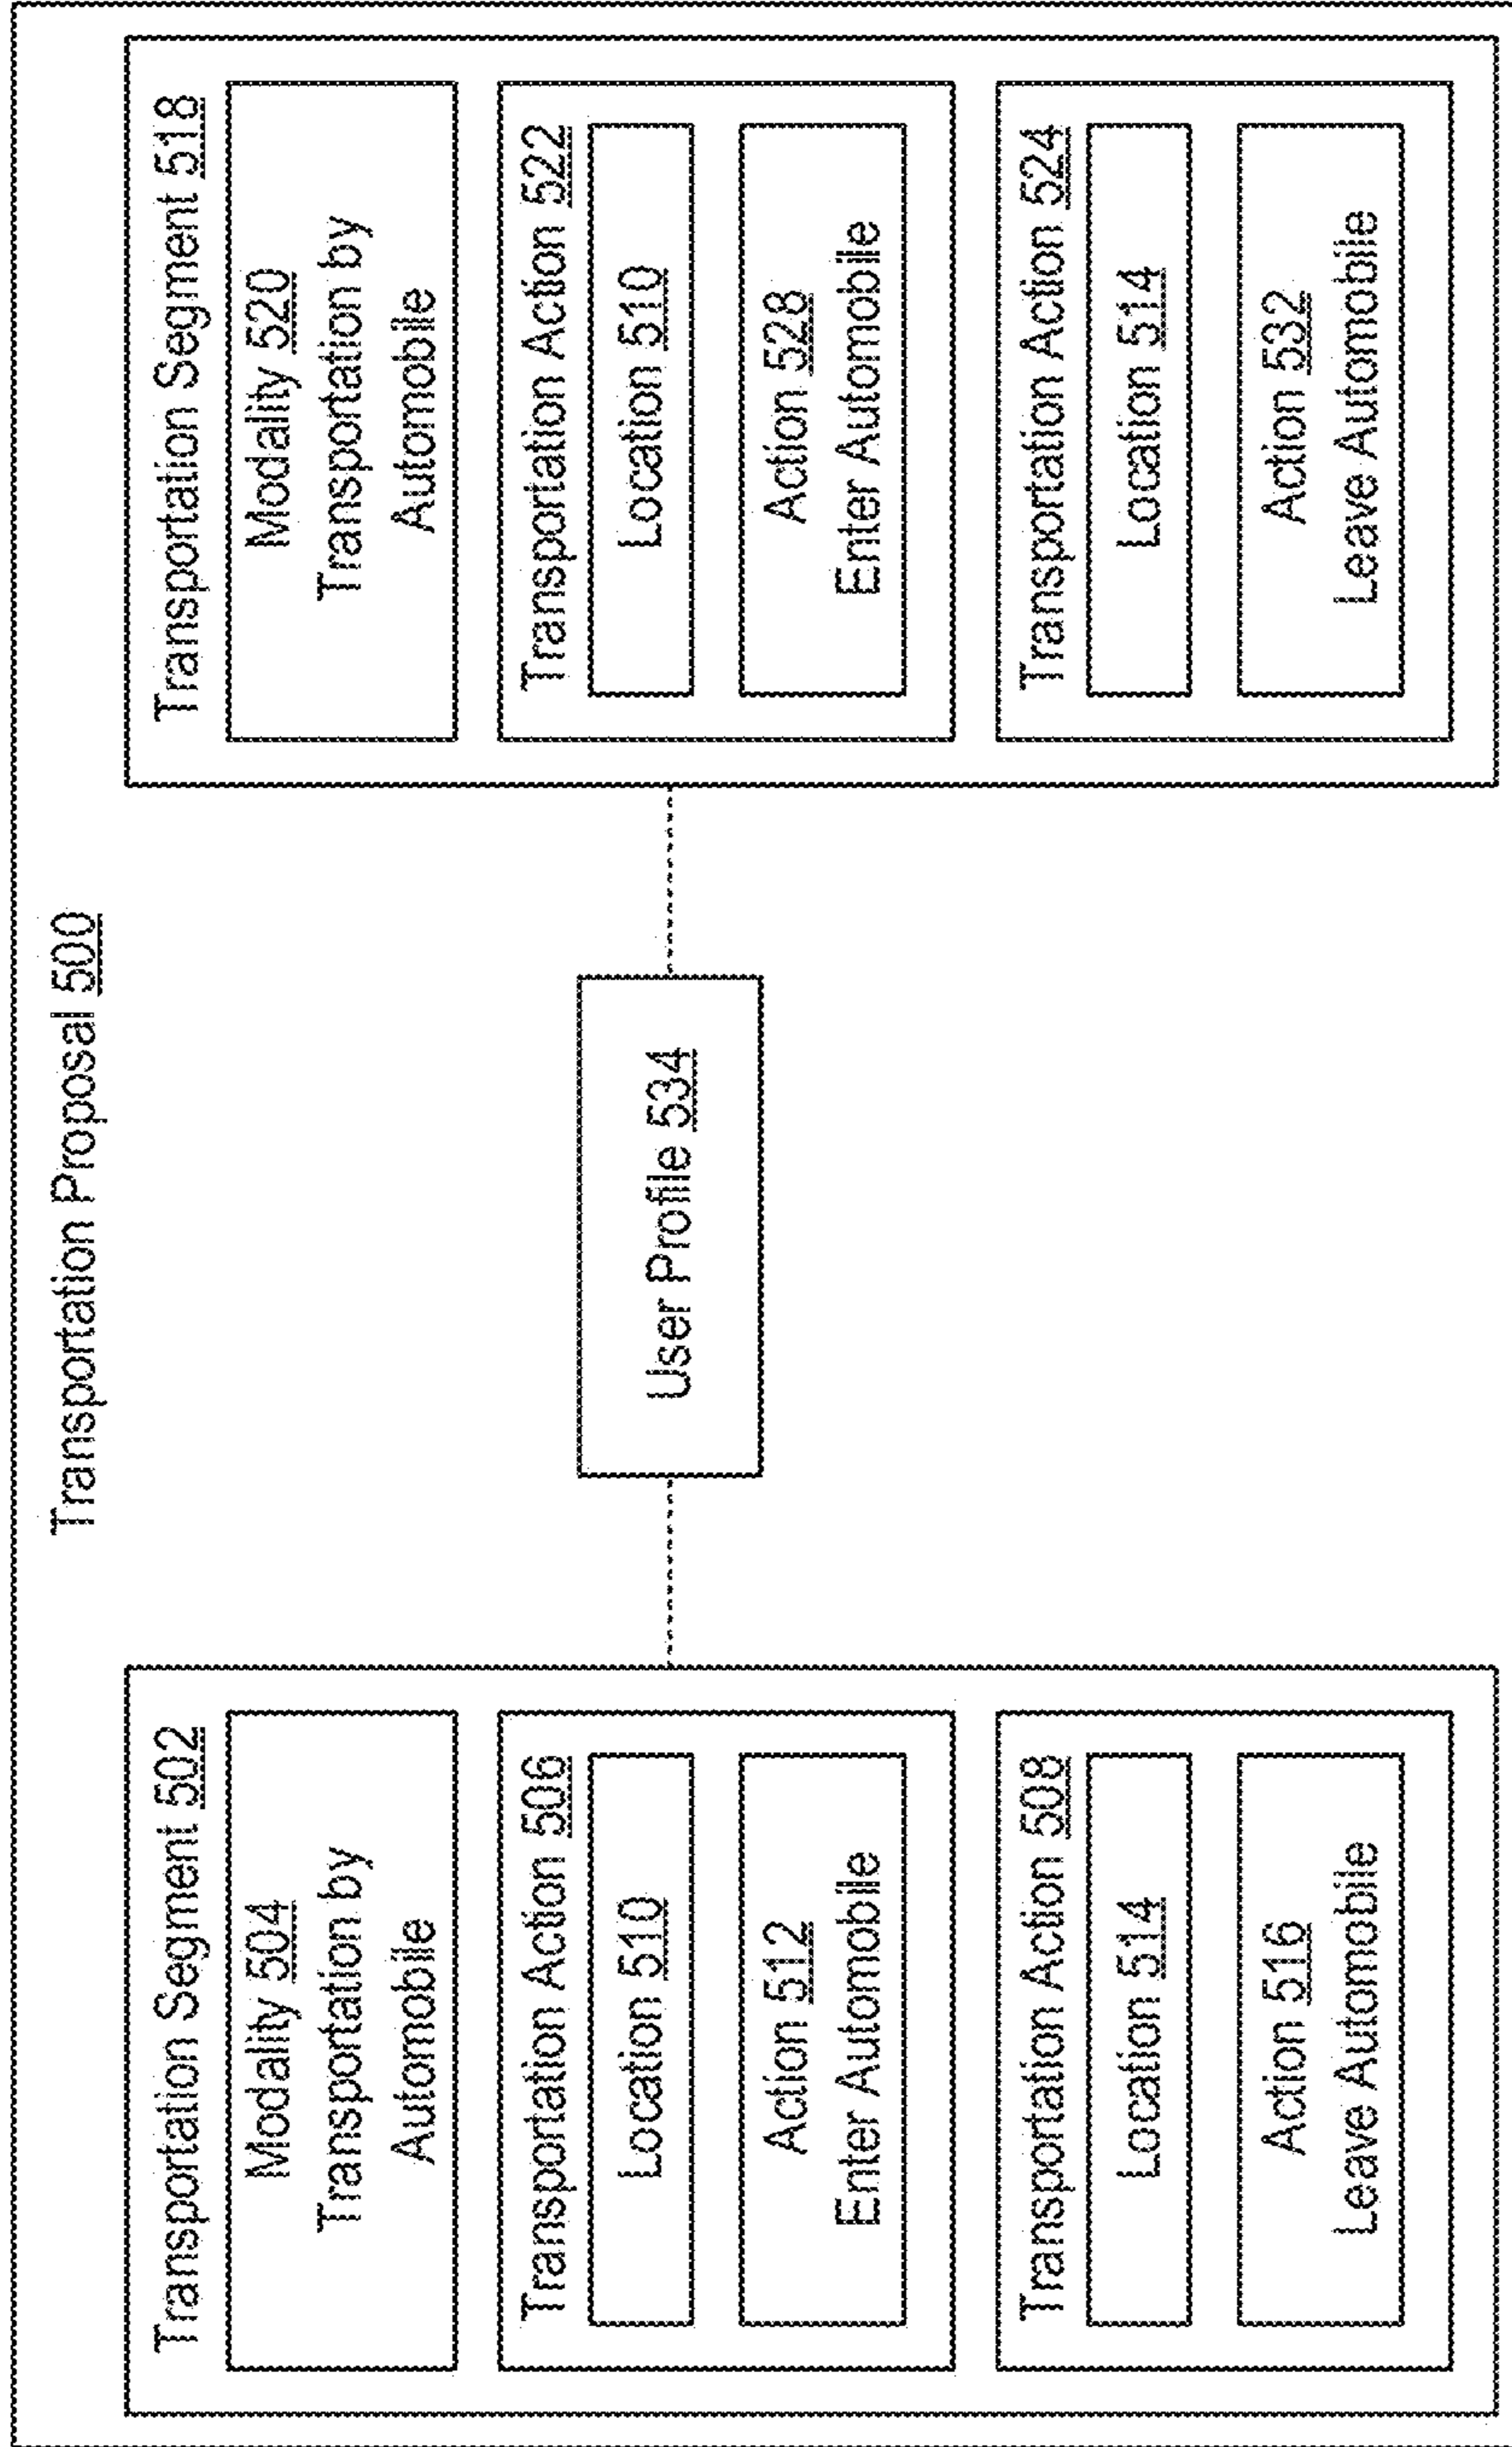 Transportation Proposal 500
Transportation Segment 502
Modality 504
Transportation by
Automobile
Transportation Action 506
Location 510
Action 512
Enter Automobile
Transportation Action 508
Location 514
Action 516
Leave Automobile
User Profile 534
Transportation Segment 518
Modality 520
Transportation by
Automobile
Transportation Action 522
Location 510
Action 528
Enter Automobile
Transportation Action 524
Location 514
Action 532
Leave Automobile